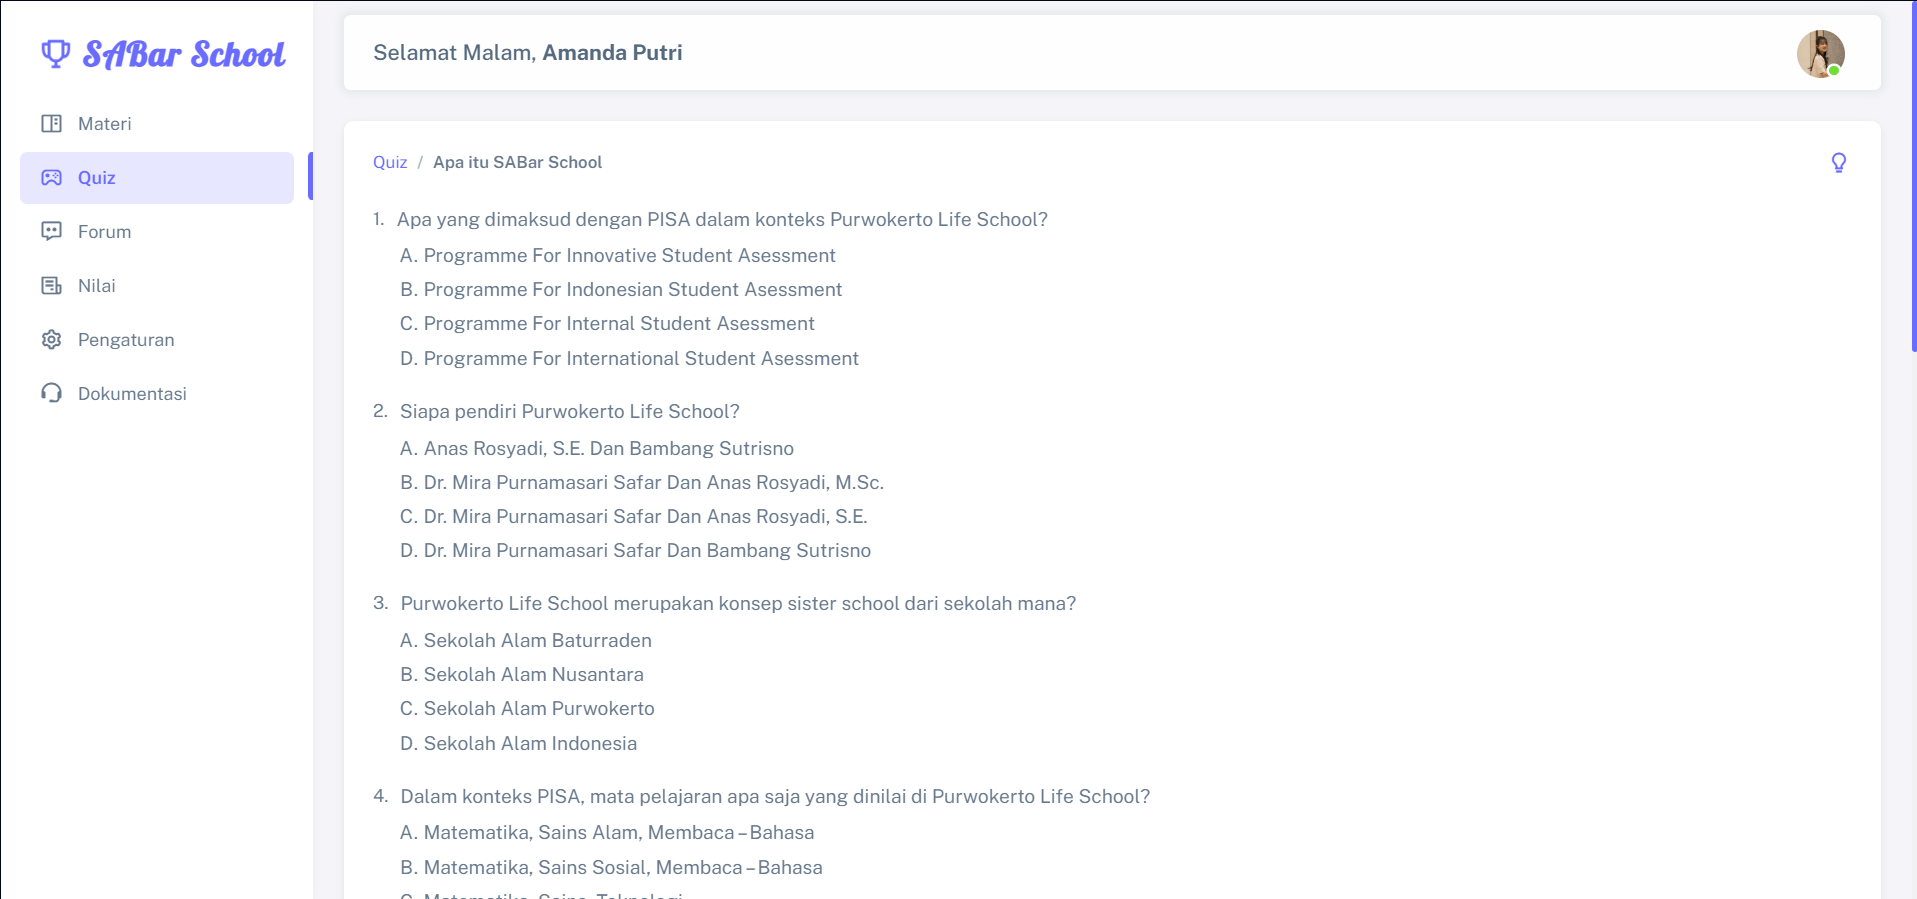 SABar School
Selamat Malam, Amanda Putri
Materi
Quiz
Forum
Nilai
Pengaturan
Dokumentasi
Quiz / Apa itu SABar School
1. Apa yang dimaksud dengan PISA dalam konteks Purwokerto Life School?
A. Programme For Innovative Student Asessment
B. Programme For Indonesian Student Asessment
C. Programme For Internal Student Asessment
D. Programme For International Student Asessment
2. Siapa pendiri Purwokerto Life School?
A. Anas Rosyadi, S.E. Dan Bambang Sutrisno
B. Dr. Mira Purnamasari Safar Dan Anas Rosyadi, M.Sc.
C. Dr. Mira Purnamasari Safar Dan Anas Rosyadi, S.E.
D. Dr. Mira Purnamasari Safar Dan Bambang Sutrisno
3. Purwokerto Life School merupakan konsep sister school dari sekolah mana?
A. Sekolah Alam Baturraden
B. Sekolah Alam Nusantara
C. Sekolah Alam Purwokerto
D. Sekolah Alam Indonesia
4. Dalam konteks PISA, mata pelajaran apa saja yang dinilai di Purwokerto Life School?
A. Matematika, Sains Alam, Membaca – Bahasa
B. Matematika, Sains Sosial, Membaca – Bahasa
C. Matematika, Sains, Teknologi